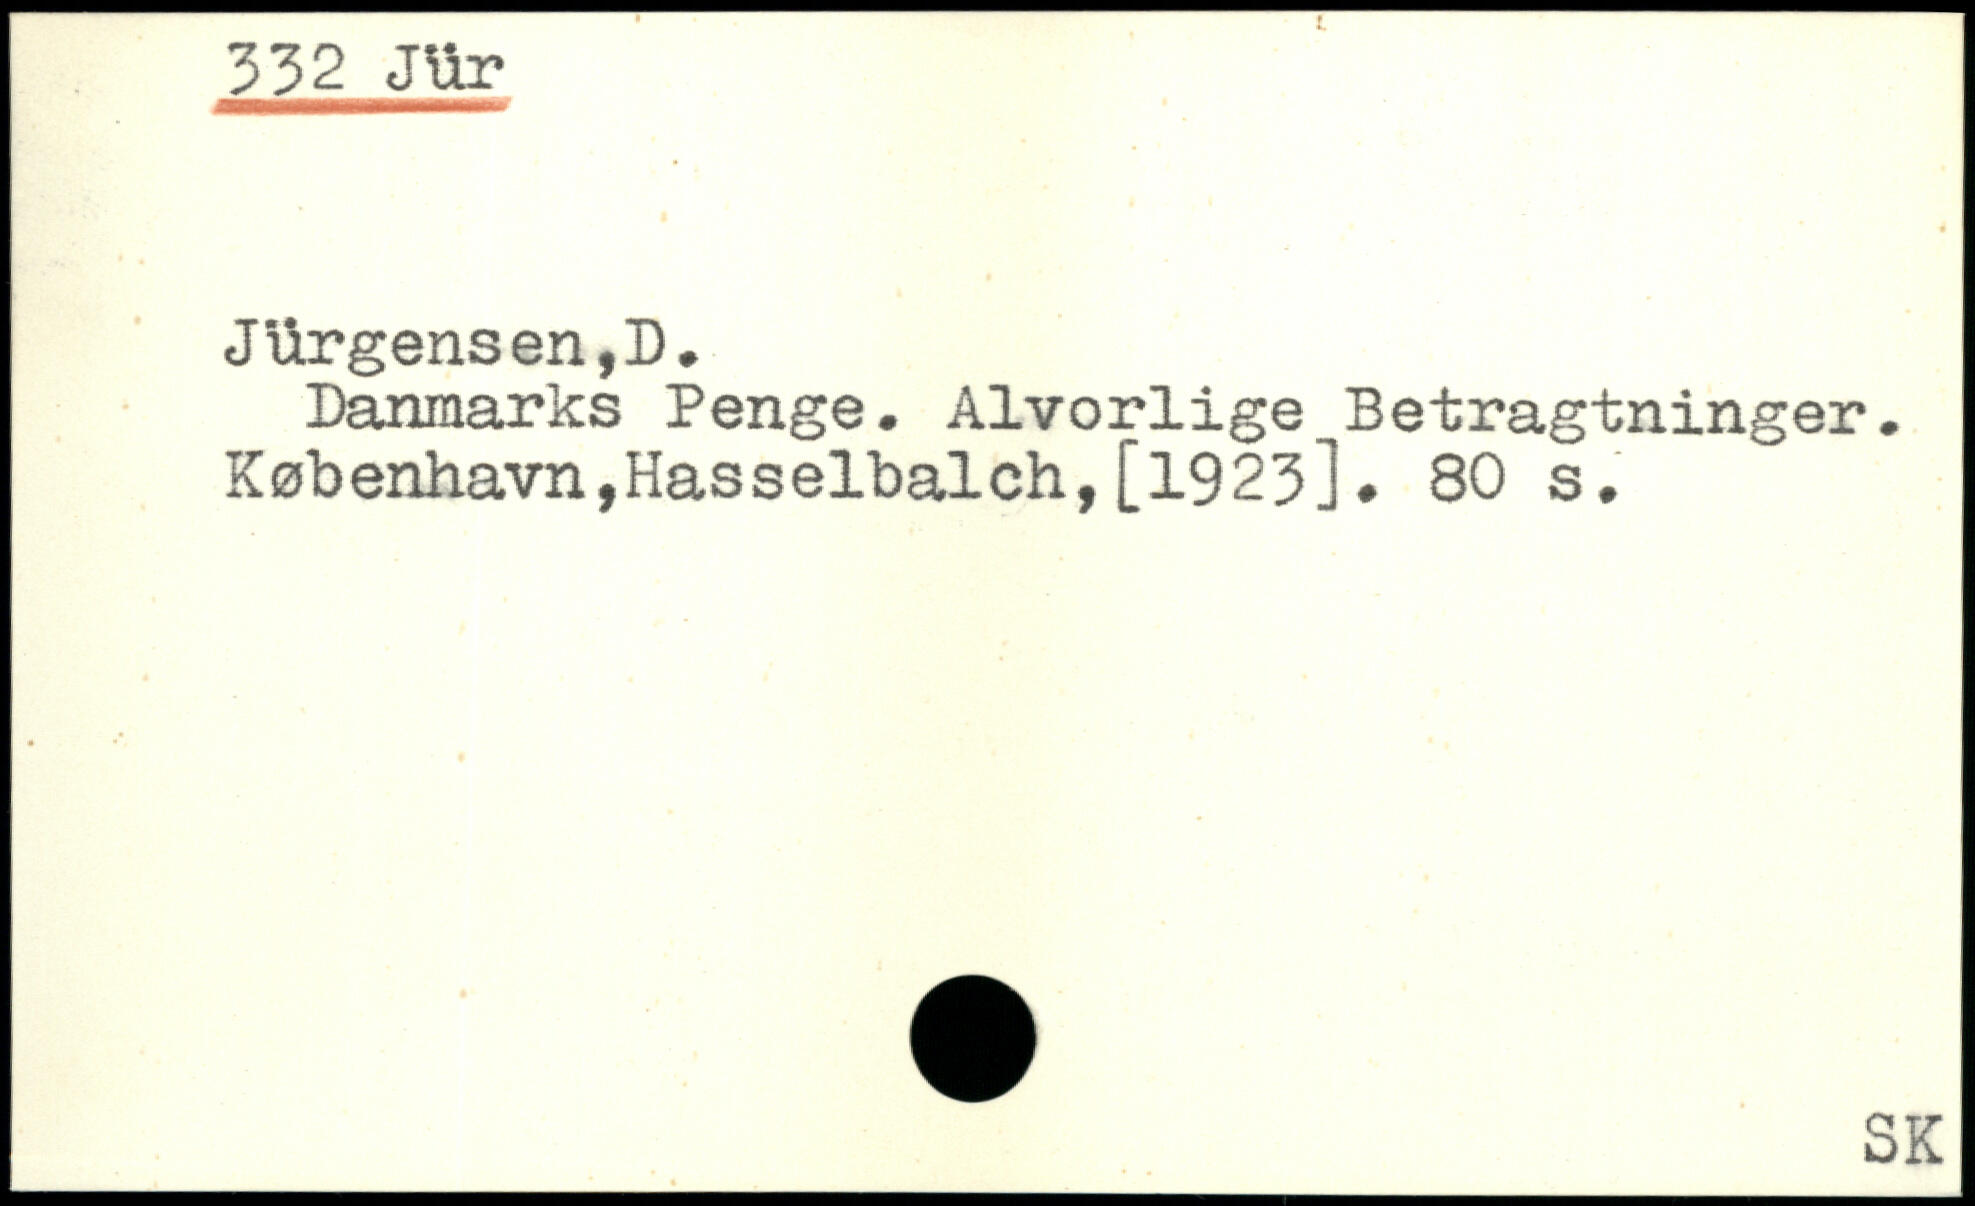 332 Jür
Jürgensen,D.
Danmarks Penge. Alvorlige Betragtninger.
København,Hasselbalch,[1923]. 80 s.
SK